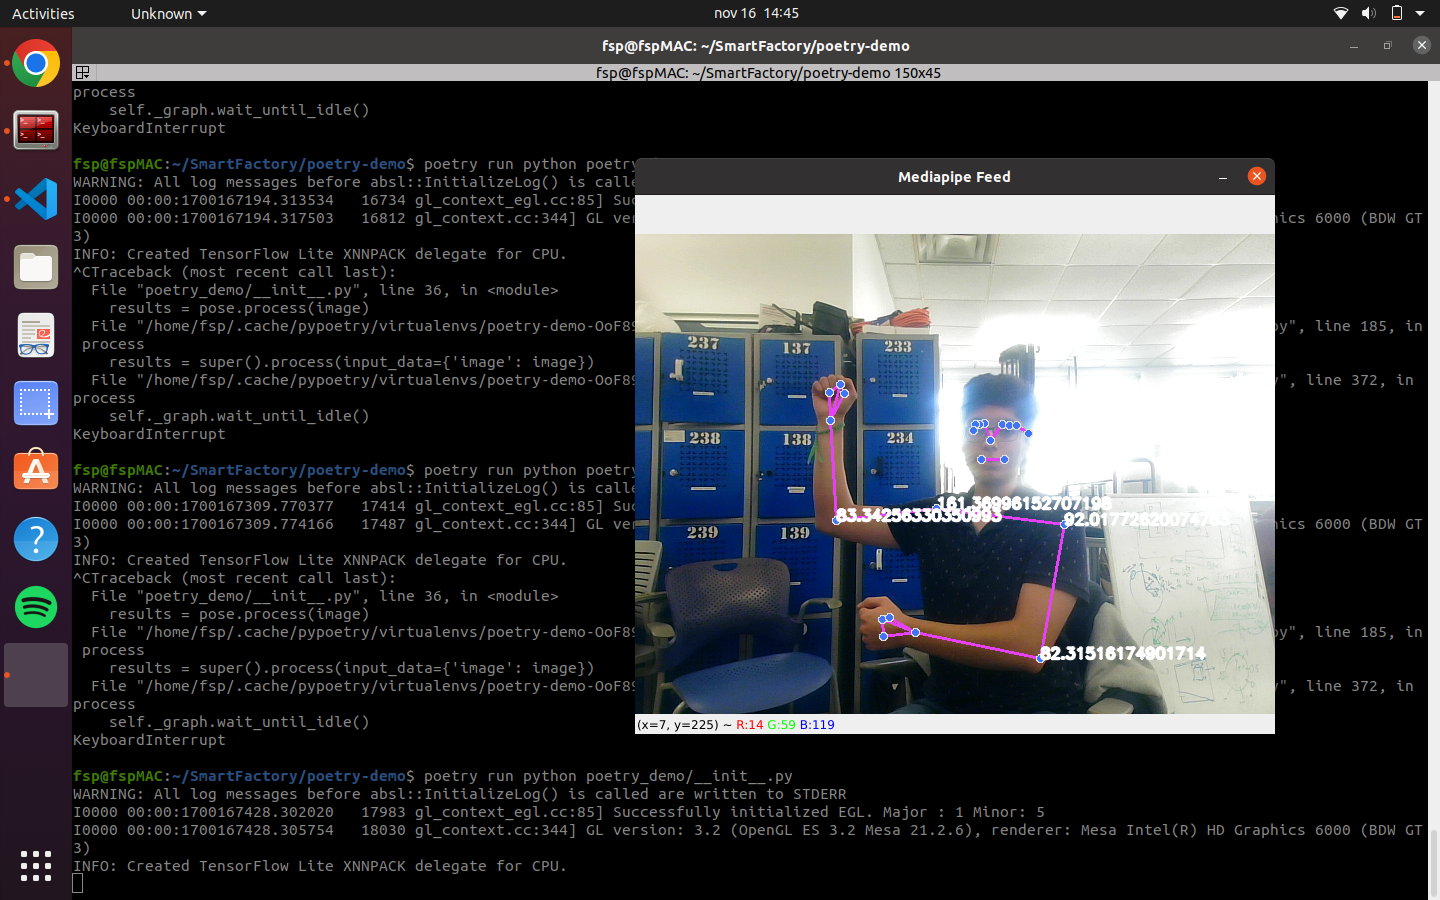 Activities
Unknown
nov 16 14:45
fsp@fspMAC: ~/SmartFactory/poetry-demo
fsp@fspMAC: ~/SmartFactory/poetry-demo 150x45
process
    self._graph.wait_until_idle()
KeyboardInterrupt
fsp@fspMAC:~/SmartFactory/poetry-demo$ poetry run python poetry
WARNING: All log messages before absl::InitializeLog() is calle
I0000 00:00:1700167194.313534   16734 gl_context_egl.cc:85] Suc
I0000 00:00:1700167194.317503   16812 gl_context.cc:344] GL ver
hics 6000 (BDW GT
3)
INFO: Created TensorFlow Lite XNNPACK delegate for CPU.
^CTraceback (most recent call last):
  File "poetry_demo/__init__.py", line 36, in <module>
    results = pose.process(image)
  File "/home/fsp/.cache/pypoetry/virtualenvs/poetry-demo-OoF89
py", line 185, in
 process
    results = super().process(input_data={'image': image})
  File "/home/fsp/.cache/pypoetry/virtualenvs/poetry-demo-OoF89
y", line 372, in
process
    self._graph.wait_until_idle()
KeyboardInterrupt
fsp@fspMAC:~/SmartFactory/poetry-demo$ poetry run python poetry
WARNING: All log messages before absl::InitializeLog() is calle
I0000 00:00:1700167309.770377   17414 gl_context_egl.cc:85] Suc
I0000 00:00:1700167309.774166   17487 gl_context.cc:344] GL ver
hics 6000 (BDW GT
3)
INFO: Created TensorFlow Lite XNNPACK delegate for CPU.
^CTraceback (most recent call last):
  File "poetry_demo/__init__.py", line 36, in <module>
    results = pose.process(image)
  File "/home/fsp/.cache/pypoetry/virtualenvs/poetry-demo-OoF89
py", line 185, in
 process
    results = super().process(input_data={'image': image})
  File "/home/fsp/.cache/pypoetry/virtualenvs/poetry-demo-OoF89
y", line 372, in
process
    self._graph.wait_until_idle()
KeyboardInterrupt
fsp@fspMAC:~/SmartFactory/poetry-demo$ poetry run python poetry_demo/__init__.py
WARNING: All log messages before absl::InitializeLog() is called are written to STDERR
I0000 00:00:1700167428.302020   17983 gl_context_egl.cc:85] Successfully initialized EGL. Major : 1 Minor: 5
I0000 00:00:1700167428.305754   18030 gl_context.cc:344] GL version: 3.2 (OpenGL ES 3.2 Mesa 21.2.6), renderer: Mesa Intel(R) HD Graphics 6000 (BDW GT
3)
INFO: Created TensorFlow Lite XNNPACK delegate for CPU.
Mediapipe Feed
237
137
233
238
138
234
239
139
161.36996152707198
83.34256330350993
82.31516174901714
(x=7, y=225) ~ R:14 G:59 B:119